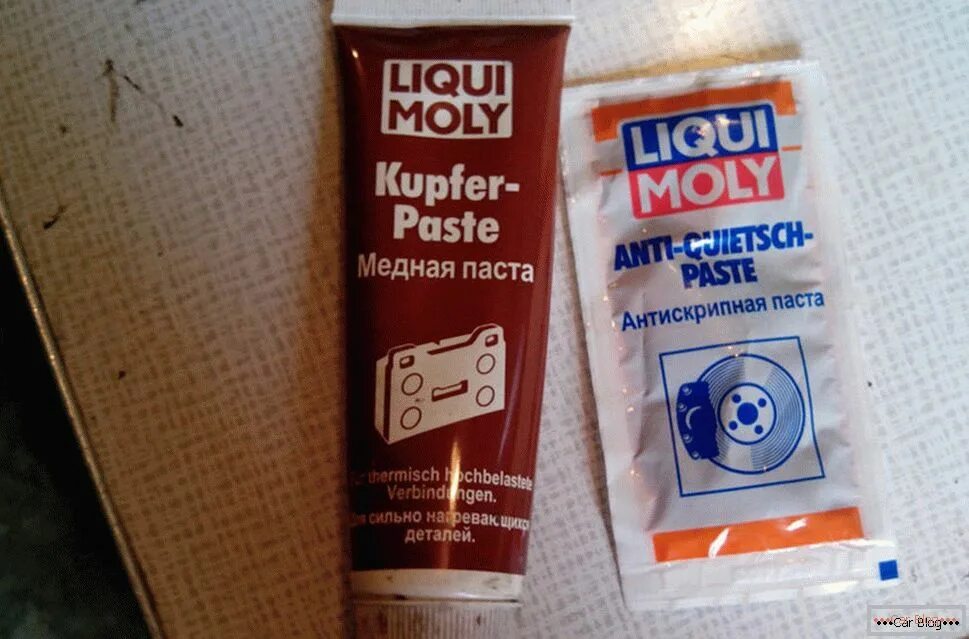 LIQUI
MOLY
Kupfer-
Paste
Медная паста
thermisch hochbelastete
Verbindungen.
сильно нагревающихся
деталей.
LIQUI
MOLY
ANTI-QUIETSCH-
PASTE
Антискрипная паста
•••Car Blog•••